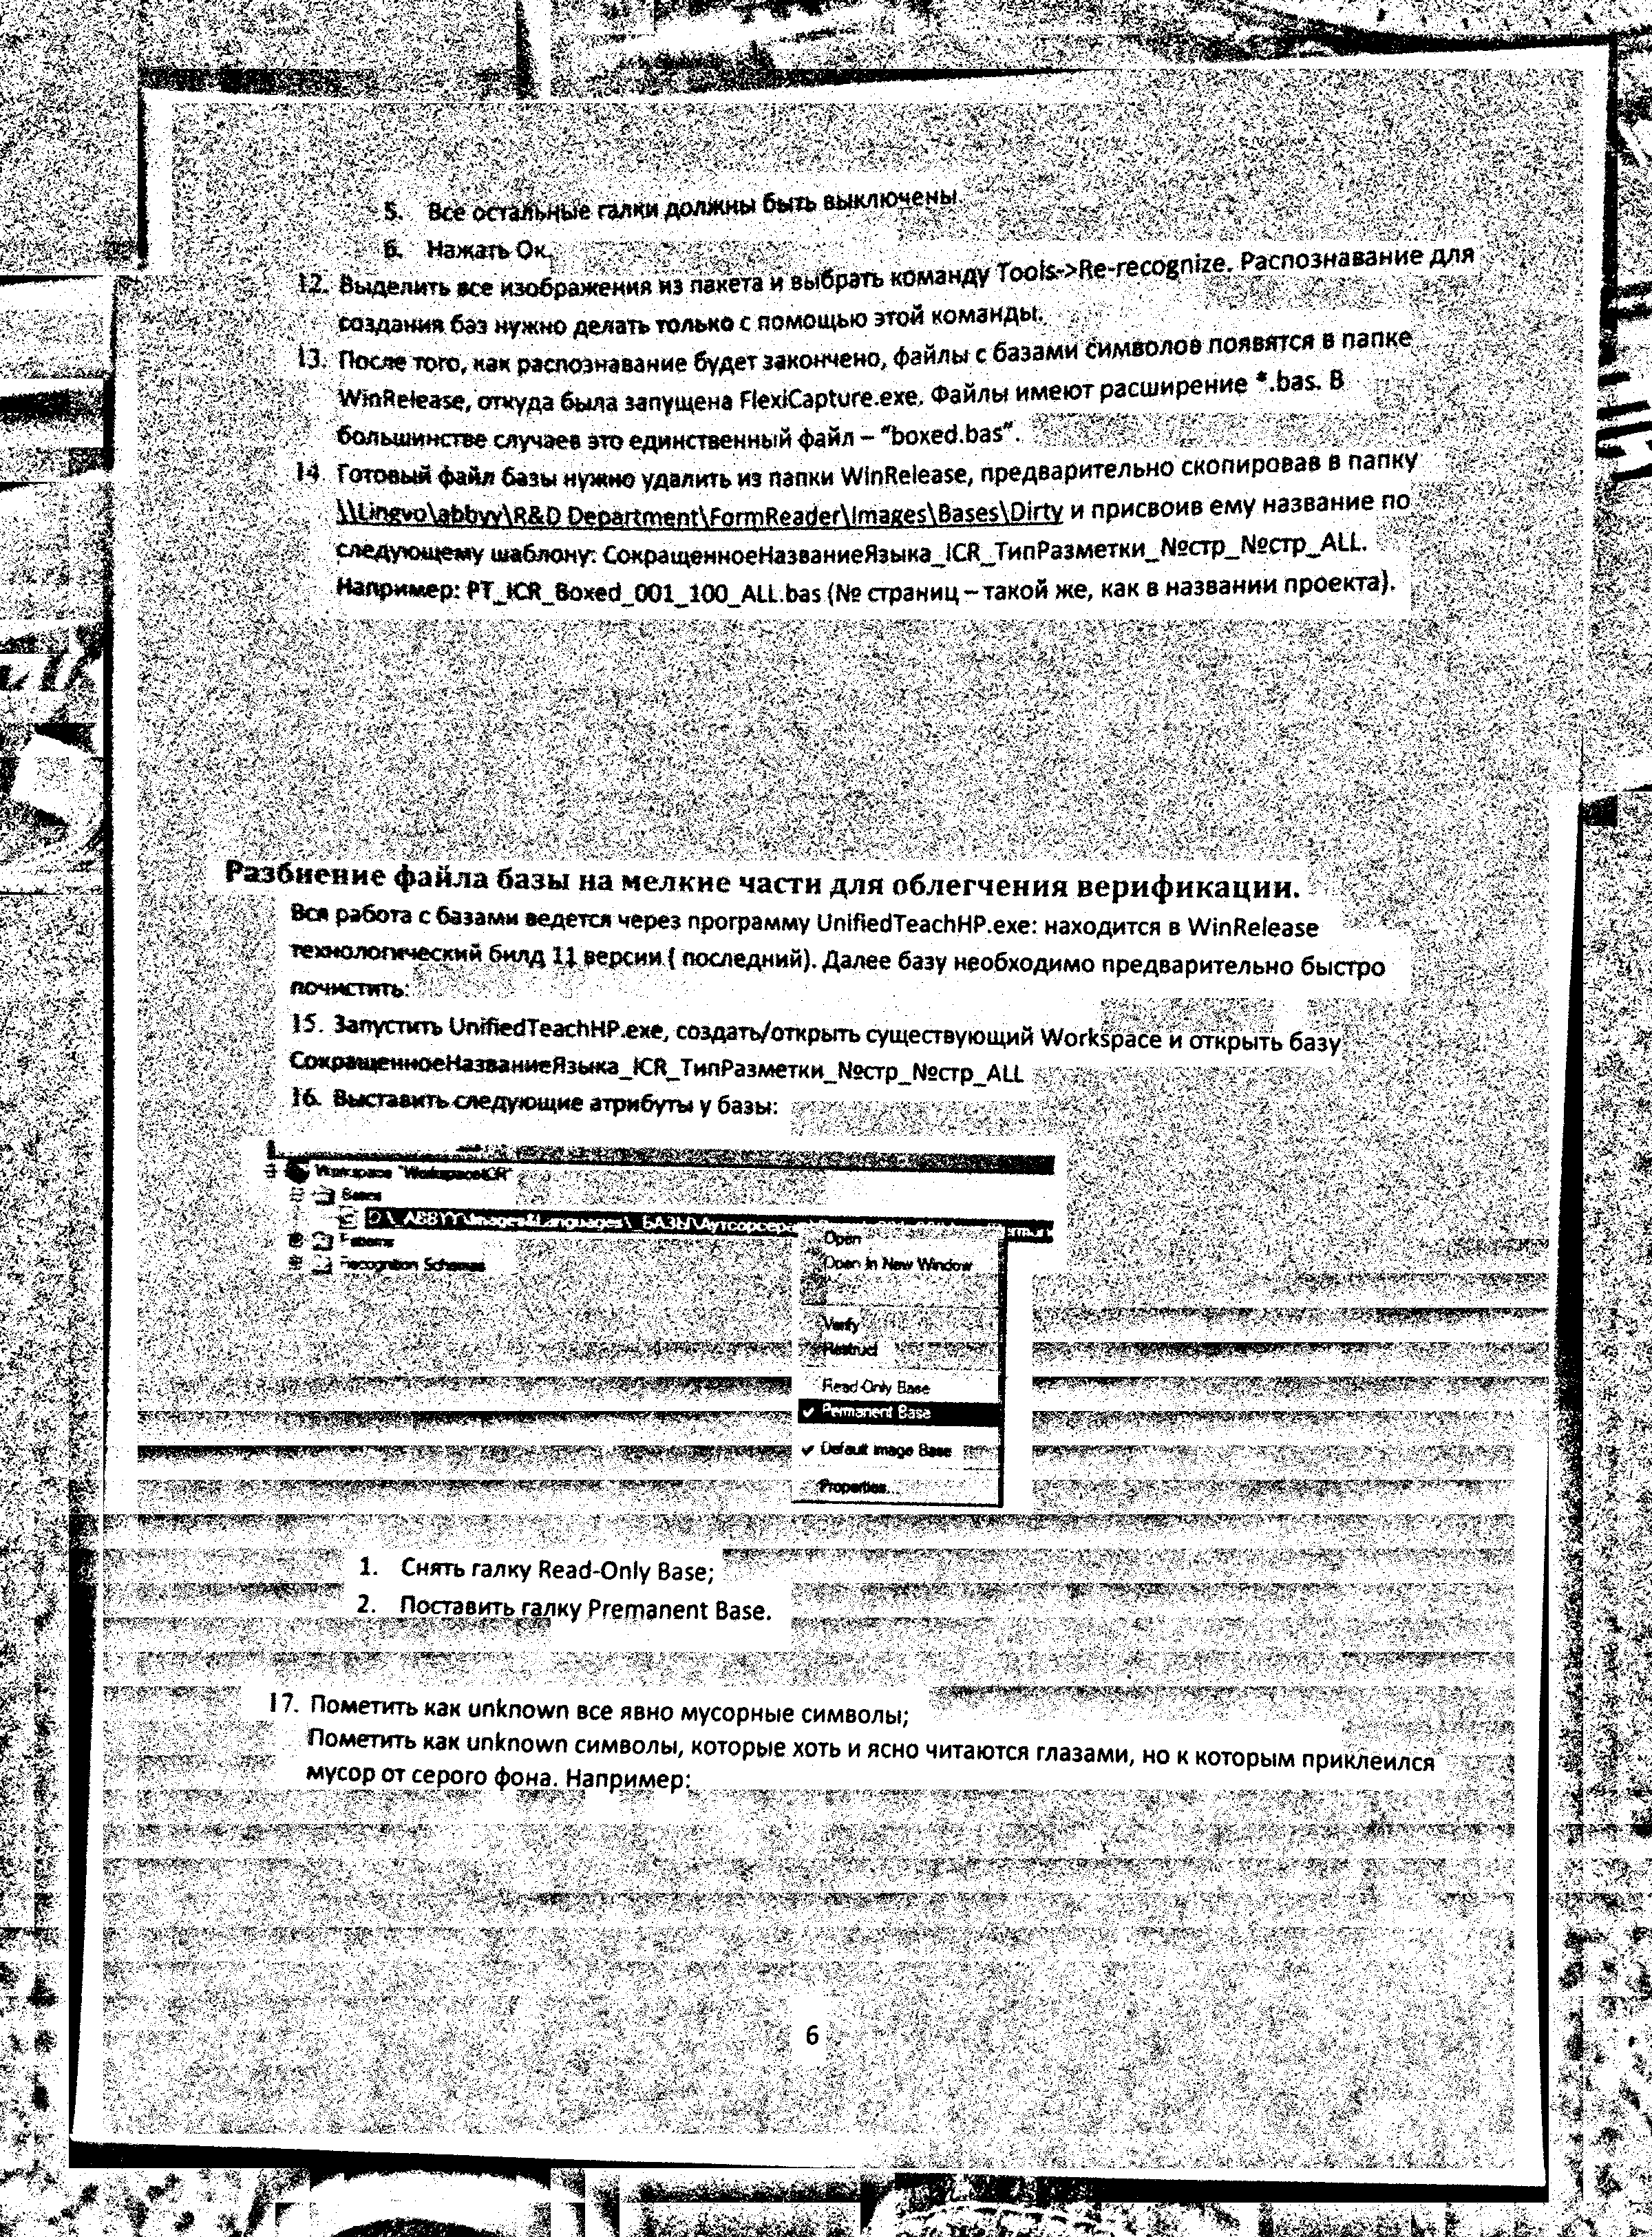 5. Все остальные галки должны быть выключены
6. Нажать Ок.
12. Выделить все изображения из пакета и выбрать команду Tools->Re-recognize. Распознавание для
создания баз нужно делать только с помощью этой команды.
13. После того, как распознавание будет закончено, файлы с базами символов появятся в папке
WinRelease, откуда была запущена FlexiCapture.exe. Файлы имеют расширение *.bas. В
большинстве случаев это единственный файл – "boxed.bas".
14. Готовый файл базы нужно удалить из папки WinRelease, предварительно скопировав в папку
\\Lingvo\abbyy\R&D Department\FormReader\Images\Bases\Dirty и присвоив ему название по
следующему шаблону: СокращенноеНазваниеЯзыка_ICR_ТипРазметки_№стр_№стр_ALL.
Например: PT_ICR_Boxed_001_100_ALL.bas (№ страниц – такой же, как в названии проекта).
Разбиение файла базы на мелкие части для облегчения верификации.
Вся работа с базами ведется через программу UnifiedTeachHP.exe: находится в WinRelease
технологический билд 11 версии ( последний). Далее базу необходимо предварительно быстро
почистить:
15. Запустить UnifiedTeachHP.exe, создать/открыть существующий Workspace и открыть базу
СокращенноеНазваниеЯзыка_ICR_ТипРазметки_№стр_№стр_ALL
16. Выставить следующие атрибуты у базы:
Workspace "WorkspaceICR"
Bases
D:\_ABBYY\Images&Languages\_БАЗЫ\Аутсорсера
Patterns
Recognition Schemas
Open
Open In New Window
Verify
Restruct
Read-Only Base
Permanent Base
Default Image Base
Properties...
1. Снять галку Read-Only Base;
2. Поставить галку Premanent Base.
17. Пометить как unknown все явно мусорные символы;
Пометить как unknown символы, которые хоть и ясно читаются глазами, но к которым приклеился
мусор от серого фона. Например:
6